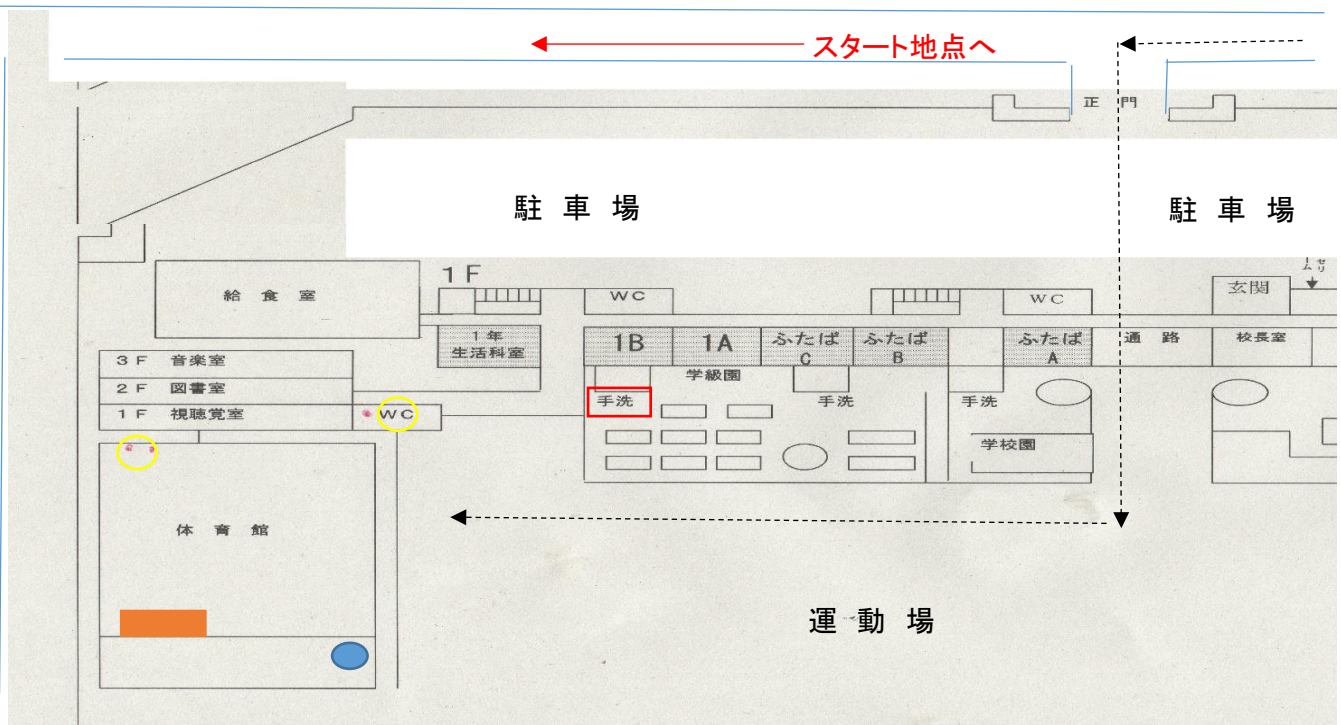 スタート地点へ
正 門
駐 車 場
駐 車 場
1F
給 食 室
WC
WC
玄関
1年
生活科室
1B
1A
ふたば
C
ふたば
B
ふたば
A
通 路
校長室
3F 音楽室
2F 図書室
1F 視聴覚室
WC
学級園
手洗
手洗
手洗
学校園
体 育 館
運 動 場